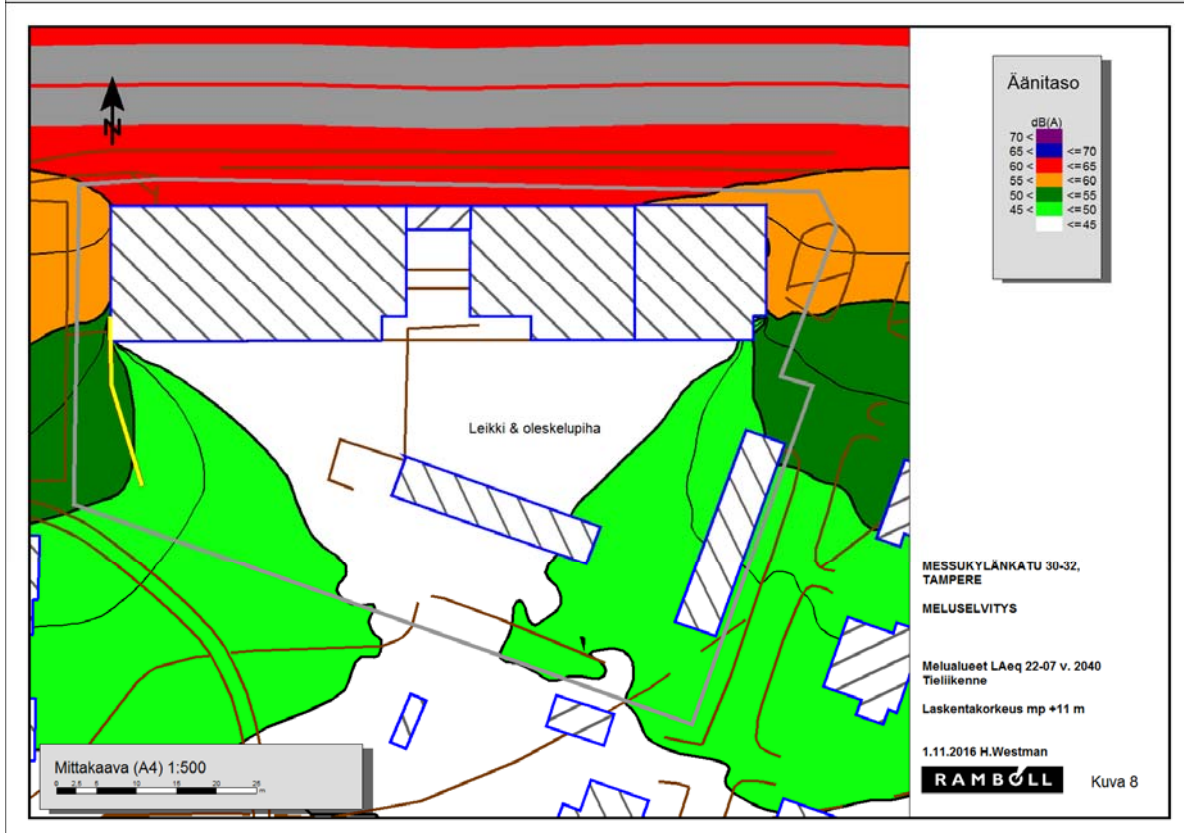 N
Äänitaso
dB(A)
70 <
65 < <=70
60 < <=65
55 < <=60
50 < <=55
45 < <=50
<=45
Leikki & oleskelupiha
MESSUKYLÄNKATU 30-32,
TAMPERE
MELUSELVITYS
Melualueet LAeq 22-07 v. 2040
Tieliikenne
Laskentakorkeus mp +11 m
1.11.2016 H.Westman
RAMBOLL Kuva 8
Mittakaava (A4) 1:500
0 2,5 5 10 15 20 25
m